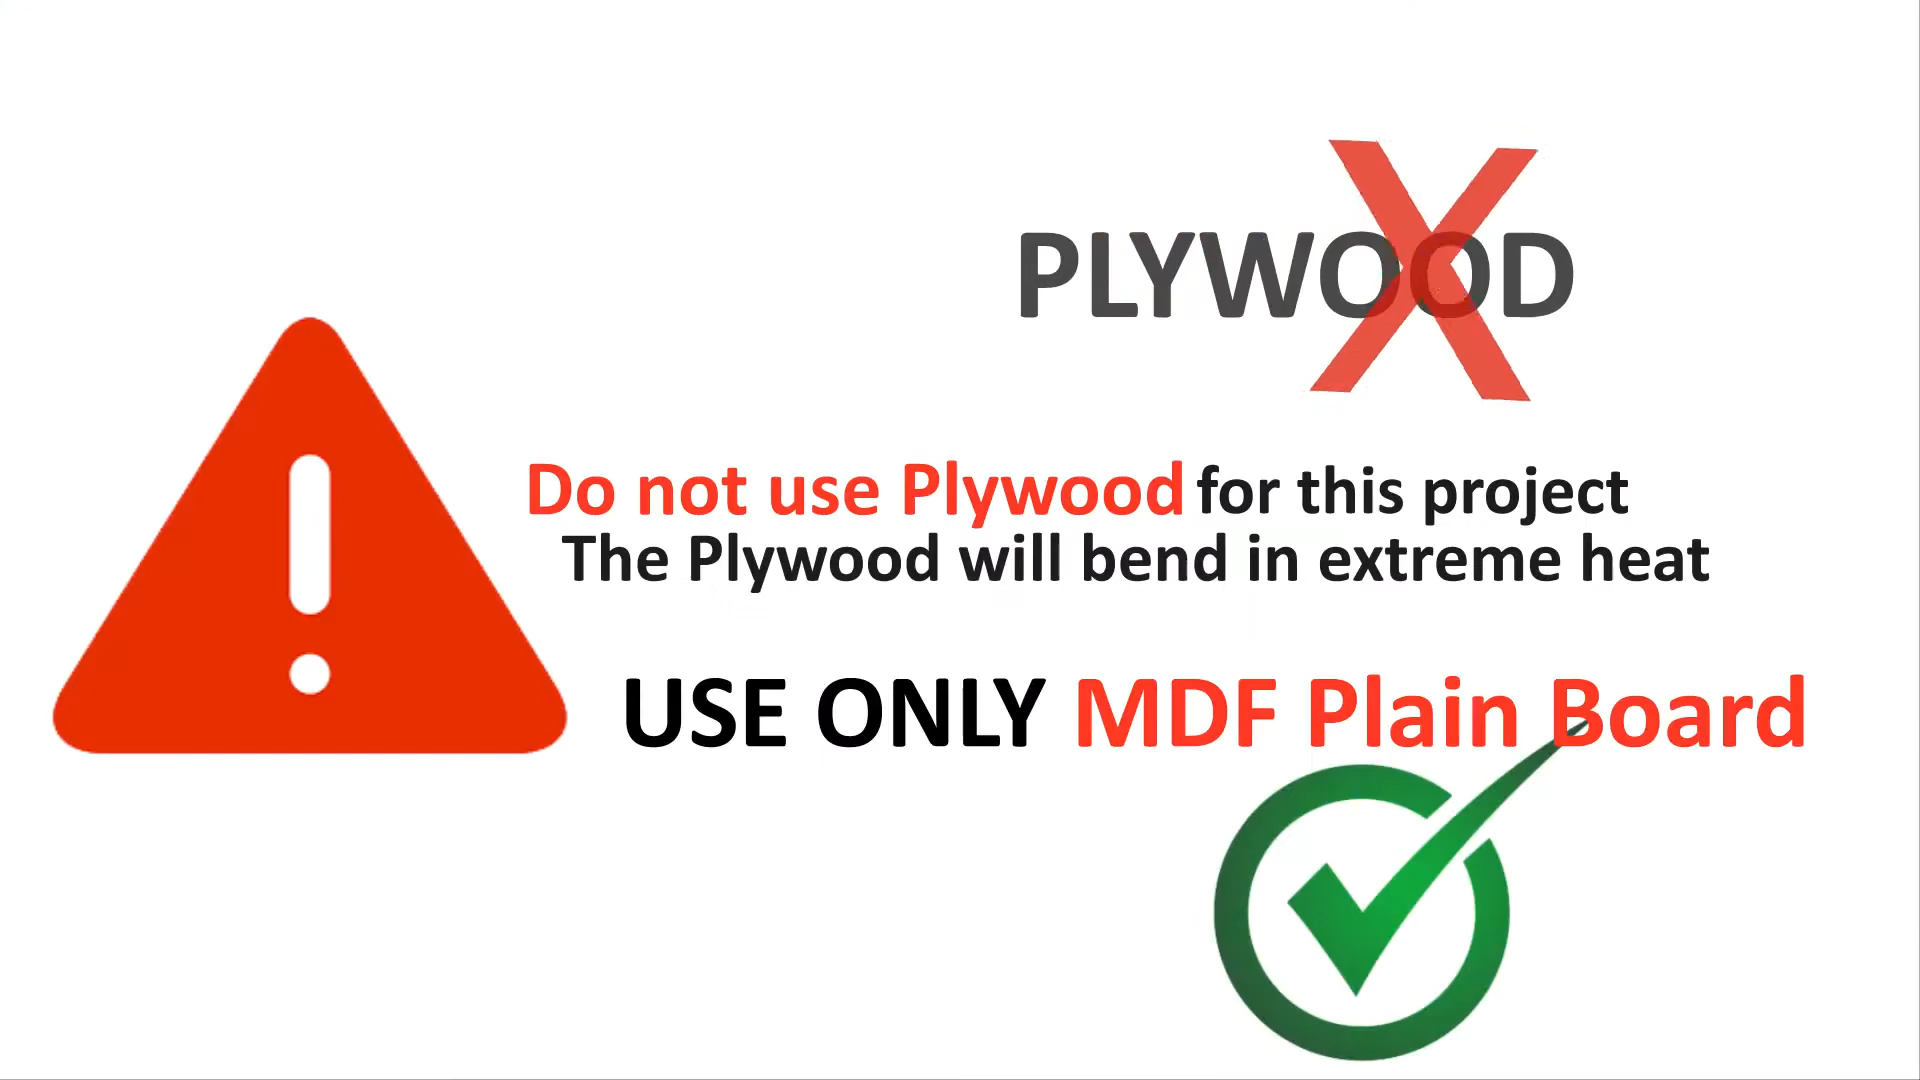 PLYWOOD
Do not use Plywood for this project
The Plywood will bend in extreme heat
USE ONLY MDF Plain Board